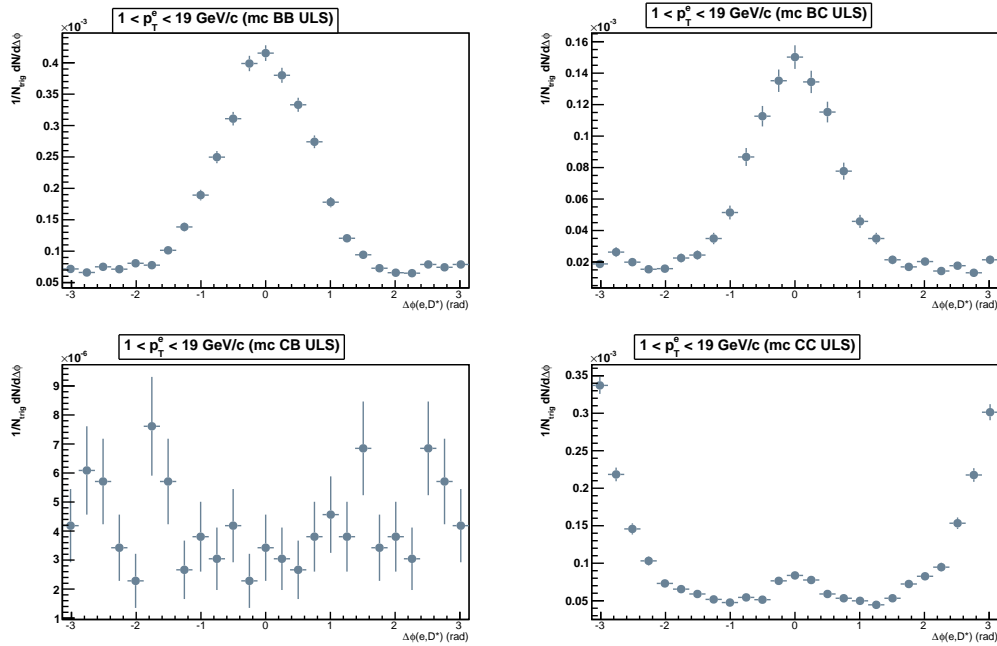 1 < p_T^e < 19 GeV/c (mc BB ULS)
×10^-3
1/N_trig dN/dΔϕ
0.4
0.35
0.3
0.25
0.2
0.15
0.1
0.05
-3 -2 -1 0 1 2 3
Δϕ(e,D*) (rad)
1 < p_T^e < 19 GeV/c (mc BC ULS)
×10^-3
1/N_trig dN/dΔϕ
0.16
0.14
0.12
0.1
0.08
0.06
0.04
0.02
0
-3 -2 -1 0 1 2 3
Δϕ(e,D*) (rad)
1 < p_T^e < 19 GeV/c (mc CB ULS)
×10^-6
1/N_trig dN/dΔϕ
9
8
7
6
5
4
3
2
1
-3 -2 -1 0 1 2 3
Δϕ(e,D*) (rad)
1 < p_T^e < 19 GeV/c (mc CC ULS)
×10^-3
1/N_trig dN/dΔϕ
0.35
0.3
0.25
0.2
0.15
0.1
0.05
-3 -2 -1 0 1 2 3
Δϕ(e,D*) (rad)